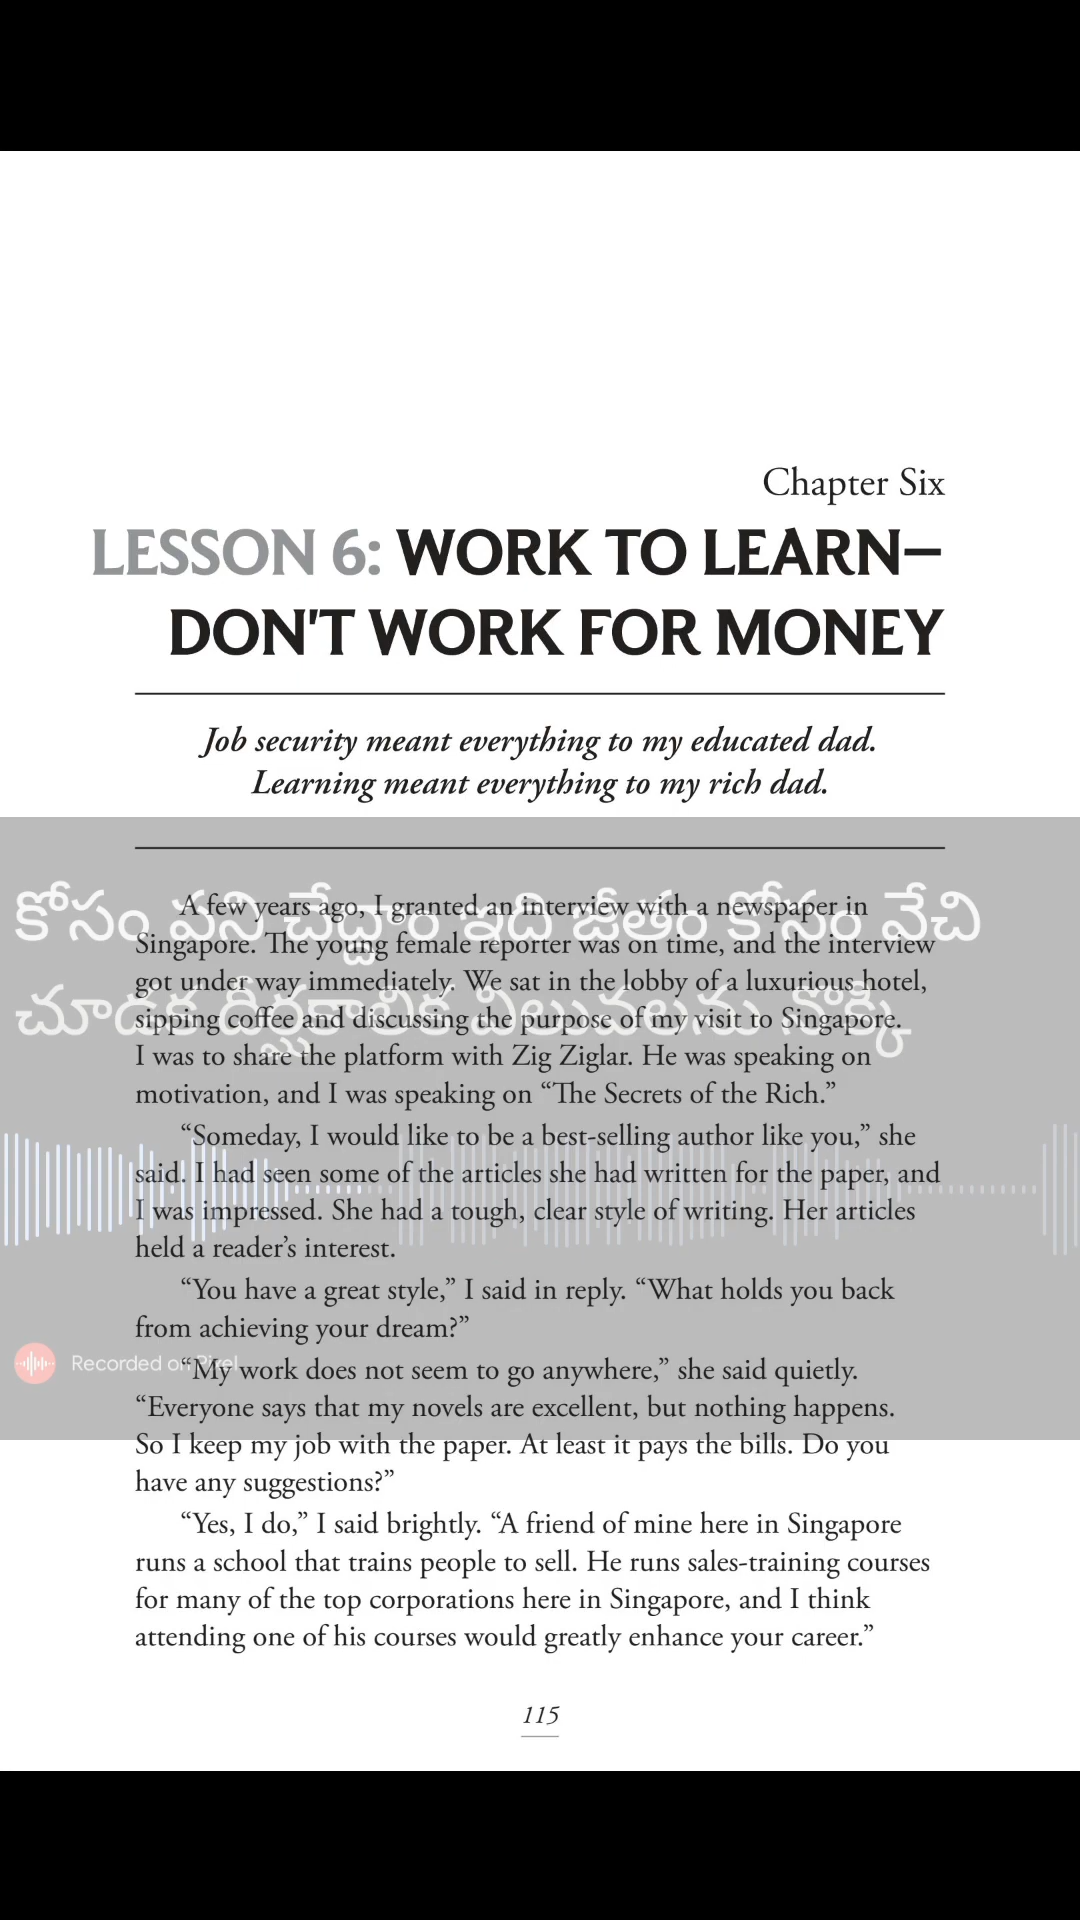 Chapter Six
LESSON 6: WORK TO LEARN—
DON'T WORK FOR MONEY
Job security meant everything to my educated dad.
Learning meant everything to my rich dad.
కోసం పని చేద్దాం ఇది జీతం కోసం వేచి
చూడక దీర్ఘకాలిక విలువలను నొక్కి
A few years ago, I granted an interview with a newspaper in
Singapore. The young female reporter was on time, and the interview
got under way immediately. We sat in the lobby of a luxurious hotel,
sipping coffee and discussing the purpose of my visit to Singapore.
I was to share the platform with Zig Ziglar. He was speaking on
motivation, and I was speaking on “The Secrets of the Rich.”
“Someday, I would like to be a best-selling author like you,” she
said. I had seen some of the articles she had written for the paper, and
I was impressed. She had a tough, clear style of writing. Her articles
held a reader’s interest.
“You have a great style,” I said in reply. “What holds you back
from achieving your dream?”
Recorded on Pixel
“My work does not seem to go anywhere,” she said quietly.
“Everyone says that my novels are excellent, but nothing happens.
So I keep my job with the paper. At least it pays the bills. Do you
have any suggestions?”
“Yes, I do,” I said brightly. “A friend of mine here in Singapore
runs a school that trains people to sell. He runs sales-training courses
for many of the top corporations here in Singapore, and I think
attending one of his courses would greatly enhance your career.”
115